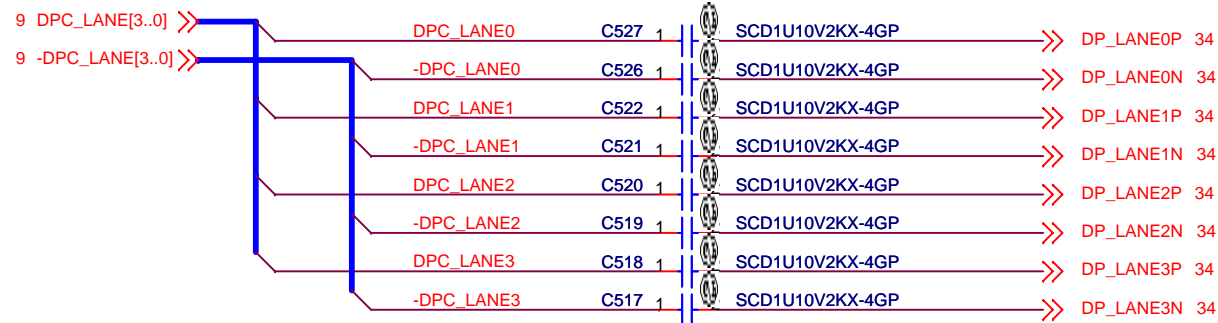 9 DPC_LANE[3..0]
9 -DPC_LANE[3..0]
DPC_LANE0 C527 1 SCD1U10V2KX-4GP DP_LANE0P 34
-DPC_LANE0 C526 1 SCD1U10V2KX-4GP DP_LANE0N 34
DPC_LANE1 C522 1 SCD1U10V2KX-4GP DP_LANE1P 34
-DPC_LANE1 C521 1 SCD1U10V2KX-4GP DP_LANE1N 34
DPC_LANE2 C520 1 SCD1U10V2KX-4GP DP_LANE2P 34
-DPC_LANE2 C519 1 SCD1U10V2KX-4GP DP_LANE2N 34
DPC_LANE3 C518 1 SCD1U10V2KX-4GP DP_LANE3P 34
-DPC_LANE3 C517 1 SCD1U10V2KX-4GP DP_LANE3N 34